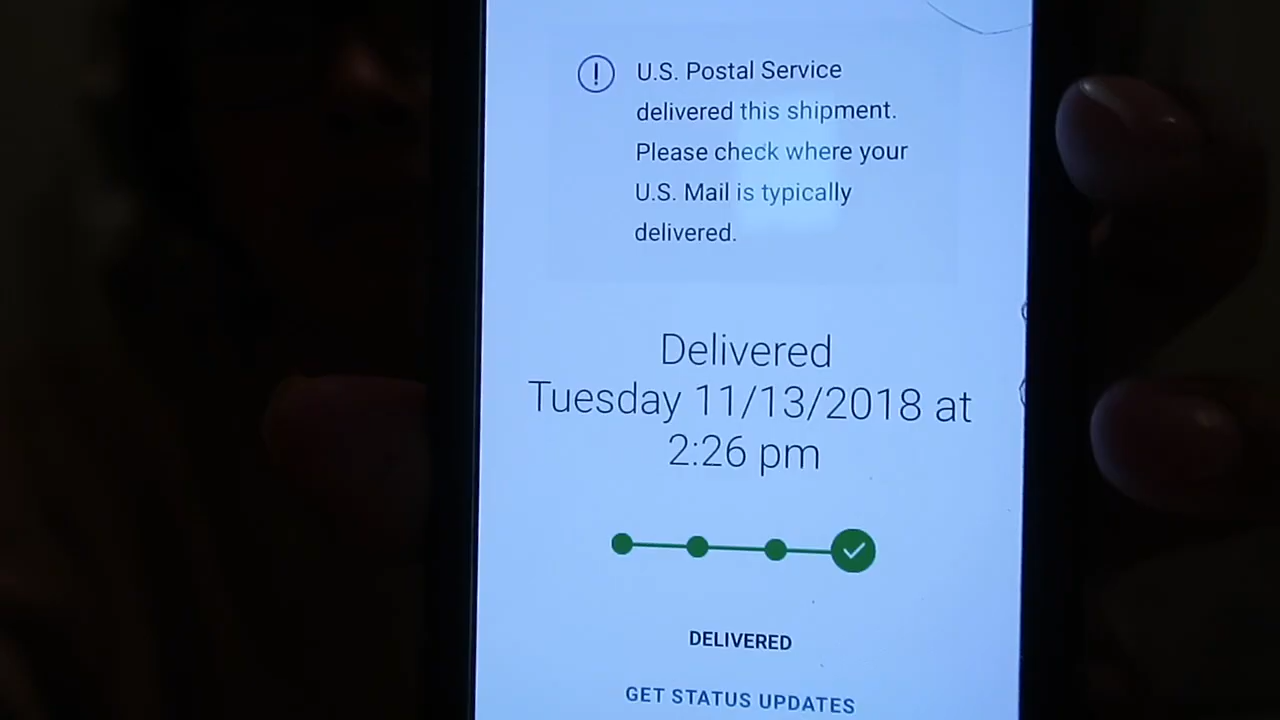 U.S. Postal Service
delivered this shipment.
Please check where your
U.S. Mail is typically
delivered.
Delivered
Tuesday 11/13/2018 at
2:26 pm
DELIVERED
GET STATUS UPDATES